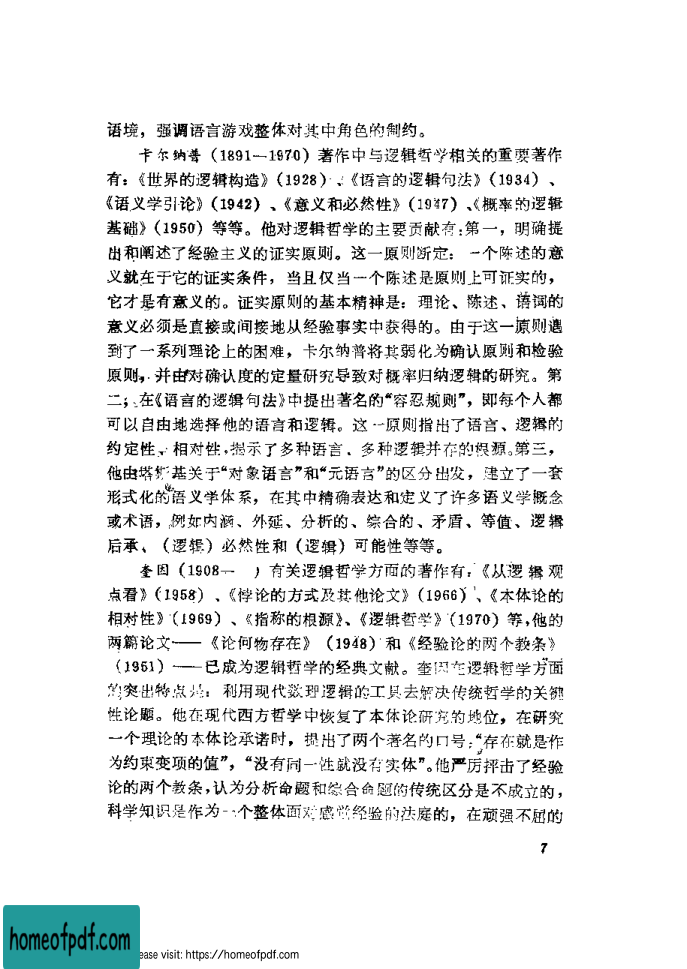 语境，强调语言游戏整体对其中角色的制约。
卡尔纳普（1891—1970）著作中与逻辑哲学相关的重要著作
有：《世界的逻辑构造》（1928）、《语言的逻辑句法》（1934）、
《语义学引论》（1942）、《意义和必然性》（1947）、《概率的逻辑
基础》（1950）等等。他对逻辑哲学的主要贡献有：第一，明确提
出和阐述了经验主义的证实原则。这一原则断定：一个陈述的意
义就在于它的证实条件，当且仅当一个陈述是原则上可证实的，
它才是有意义的。证实原则的基本精神是：理论、陈述、谓词的
意义必须是直接或间接地从经验事实中获得的。由于这一原则遇
到了一系列理论上的困难，卡尔纳普将其弱化为确认原则和检验
原则，并由对确认度的定量研究导致对概率归纳逻辑的研究。第
二，在《语言的逻辑句法》中提出著名的“容忍规则”，即每个人都
可以自由地选择他的语言和逻辑。这一原则指出了语言、逻辑的
约定性、相对性，揭示了多种语言、多种逻辑并存的根源。第三，
他由塔斯基关于“对象语言”和“元语言”的区分出发，建立了一套
形式化的语义学体系，在其中精确表达和定义了许多语义学概念
或术语，例如内涵、外延、分析的、综合的、矛盾、等值、逻辑
后承、（逻辑）必然性和（逻辑）可能性等等。
奎因（1908— ）有关逻辑哲学方面的著作有：《从逻辑观
点看》（1958）、《悖论的方式及其他论文》（1966）、《本体论的
相对性》（1969）、《指称的根源》、《逻辑哲学》（1970）等，他的
两篇论文——《论何物存在》（1948）和《经验论的两个教条》
（1951）——已成为逻辑哲学的经典文献。奎因在逻辑哲学方面
的突出特点是：利用现代数理逻辑的工具去解决传统哲学的关键
性论题。他在现代西方哲学中恢复了本体论研究的地位，在研究
一个理论的本体论承诺时，提出了两个著名的口号：“存在就是作
为约束变项的值”，“没有同一性就没有实体”。他严厉抨击了经验
论的两个教条，认为分析命题和综合命题的传统区分是不成立的，
科学知识是作为一个整体面对感觉经验的法庭的，在顽强不屈的
7
homeofpdf.com
ease visit: https://homeofpdf.com